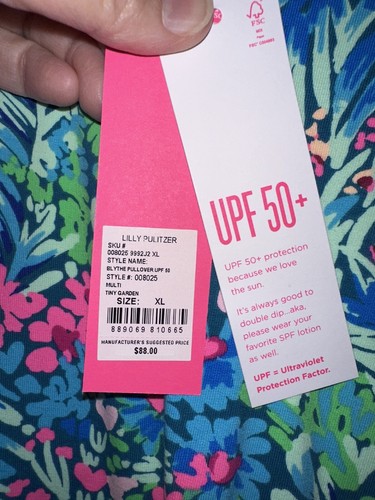 FSC
UPF 50+
UPF 50+ protection
because we love
the sun.
It's always good to
double dip...aka,
please wear your
favorite SPF lotion
as well.
UPF = Ultraviolet
Protection Factor.
LILLY PULITZER
SKU #
008025 9992J2 XL
STYLE NAME:
BLYTHE PULLOVER UPF 50
STYLE #: 008025
MULTI
TINY GARDEN
SIZE: XL
889069 810665
MANUFACTURER'S SUGGESTED PRICE
$88.00